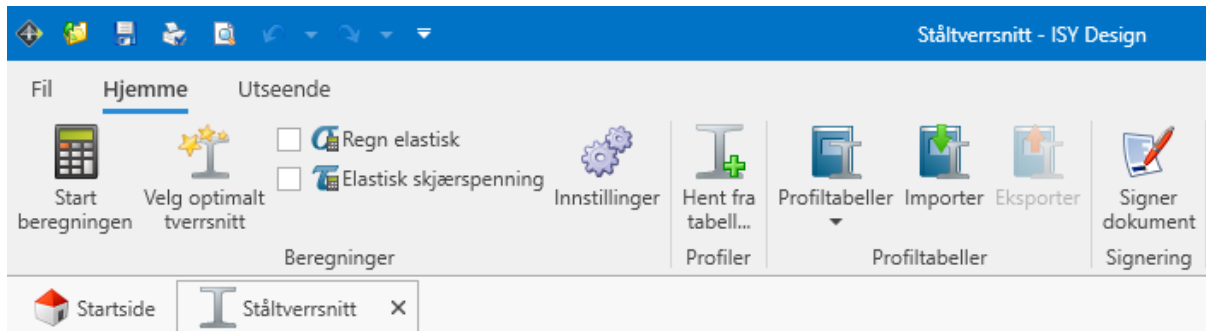 Ståltverrsnitt - ISY Design
Fil Hjemme Utseende
Start beregningen
Velg optimalt tverrsnitt
Regn elastisk
Elastisk skjærspenning
Innstillinger
Hent fra tabell...
Profiltabeller
Importer
Eksporter
Signer dokument
Beregninger
Profiler
Profiltabeller
Signering
Startside
Ståltverrsnitt